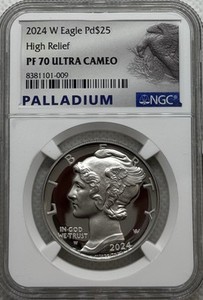 2024 W Eagle Pd$25
High Relief
PF 70 ULTRA CAMEO
8381101-009
PALLADIUM
NGC
LIBERTY
IN·GOD
WE·TRUST
2024